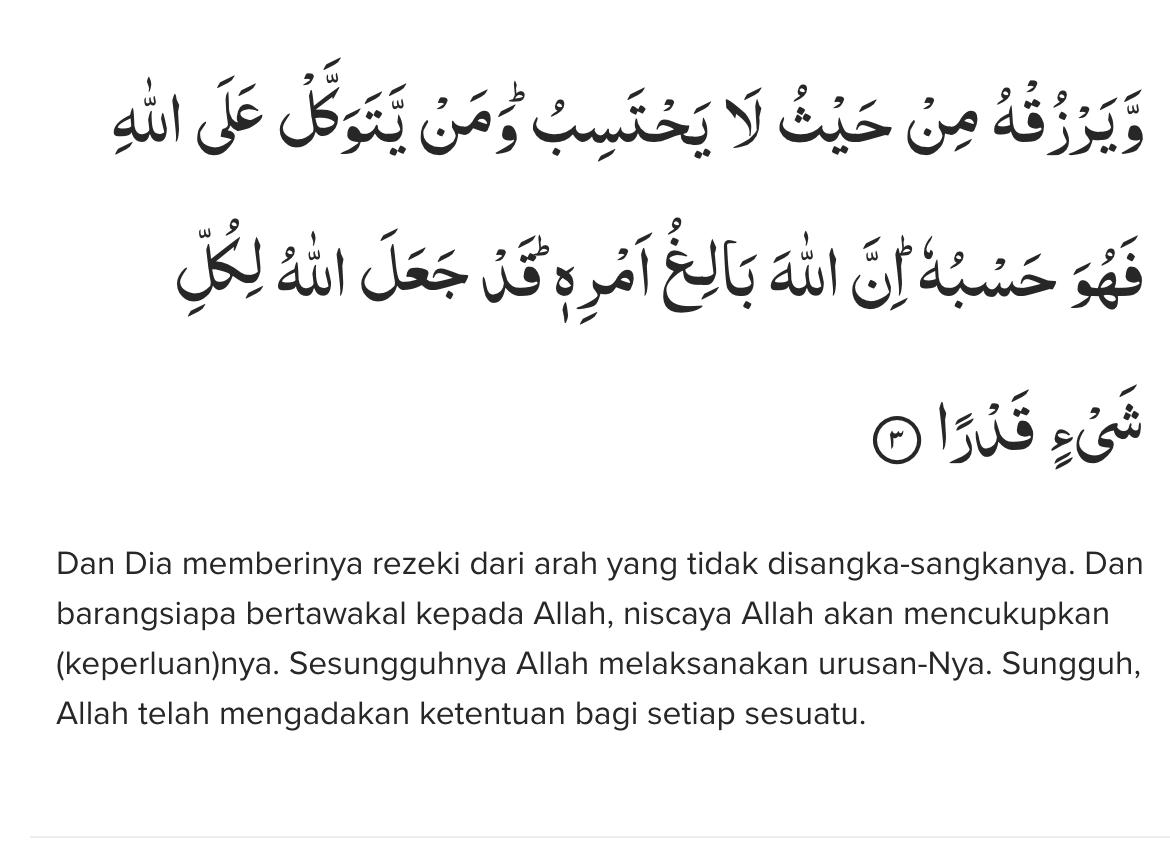 وَّيَرْزُقْهُ مِنْ حَيْثُ لَا يَحْتَسِبُ ۗوَمَنْ يَّتَوَكَّلْ عَلَى اللّٰهِ
فَهُوَ حَسْبُهٗ ۗاِنَّ اللّٰهَ بَالِغُ اَمْرِهٖ ۗقَدْ جَعَلَ اللّٰهُ لِكُلِّ
شَيْءٍ قَدْرًا ٣
Dan Dia memberinya rezeki dari arah yang tidak disangka-sangkanya. Dan
barangsiapa bertawakal kepada Allah, niscaya Allah akan mencukupkan
(keperluan)nya. Sesungguhnya Allah melaksanakan urusan-Nya. Sungguh,
Allah telah mengadakan ketentuan bagi setiap sesuatu.